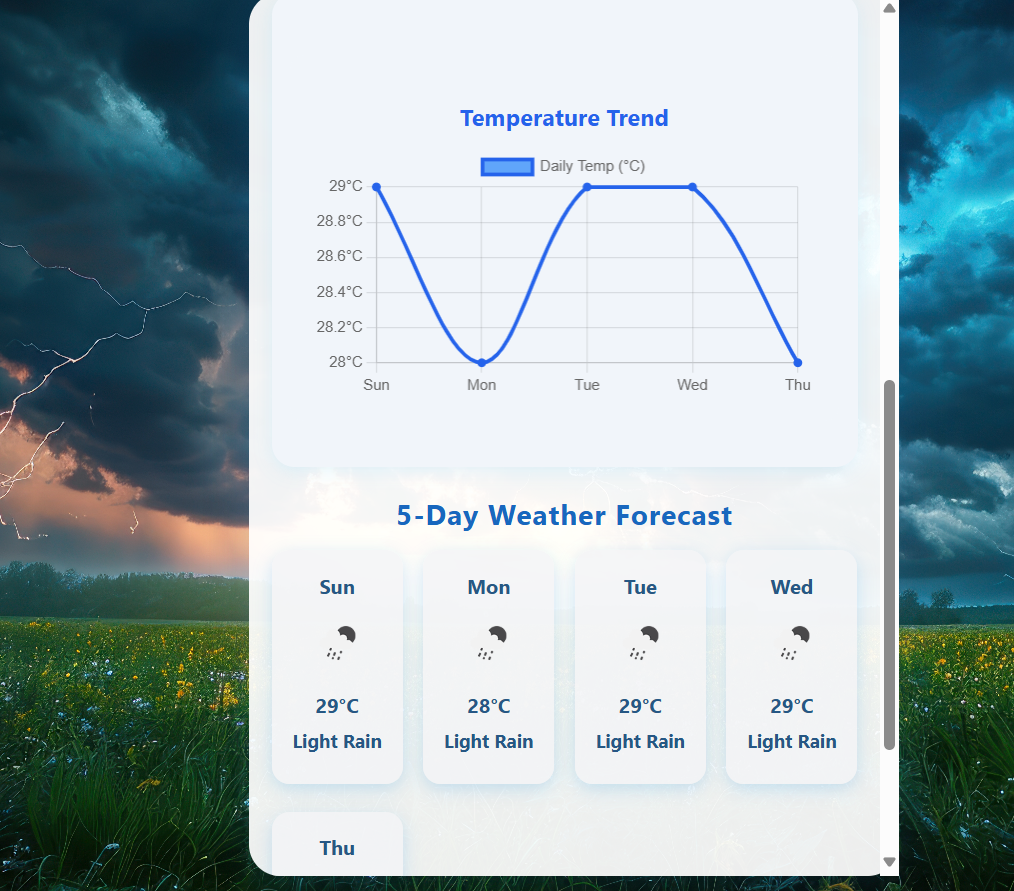 Temperature Trend
Daily Temp (°C)
29°C
28.8°C
28.6°C
28.4°C
28.2°C
28°C
Sun Mon Tue Wed Thu
5-Day Weather Forecast
Sun Mon Tue Wed
29°C 28°C 29°C 29°C
Light Rain Light Rain Light Rain Light Rain
Thu